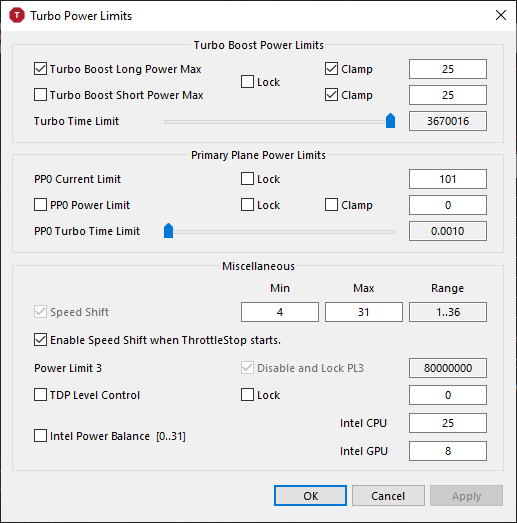 T Turbo Power Limits
Turbo Boost Power Limits
Turbo Boost Long Power Max Clamp 25
Lock
Turbo Boost Short Power Max Clamp 25
Turbo Time Limit 3670016
Primary Plane Power Limits
PP0 Current Limit Lock 101
PP0 Power Limit Lock Clamp 0
PP0 Turbo Time Limit 0.0010
Miscellaneous
Min Max Range
Speed Shift 4 31 1..36
Enable Speed Shift when ThrottleStop starts.
Power Limit 3 Disable and Lock PL3 80000000
TDP Level Control Lock 0
Intel CPU 25
Intel Power Balance [0..31]
Intel GPU 8
OK Cancel Apply